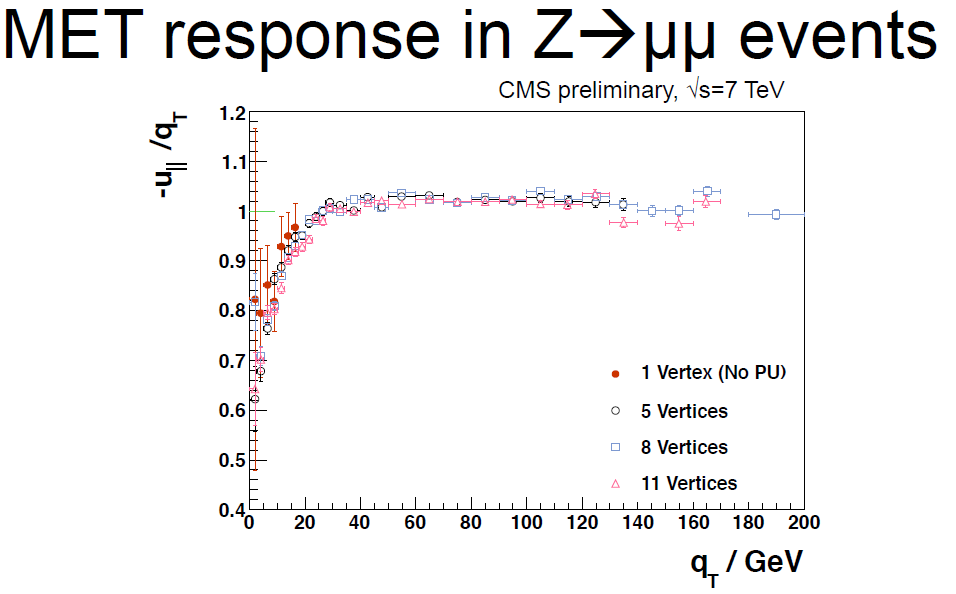 MET response in Z→μμ events
CMS preliminary, √s=7 TeV
-u|| /qT
1.2
1.1
1
0.9
0.8
0.7
0.6
0.5
0.4
1 Vertex (No PU)
5 Vertices
8 Vertices
11 Vertices
0 20 40 60 80 100 120 140 160 180 200
qT / GeV